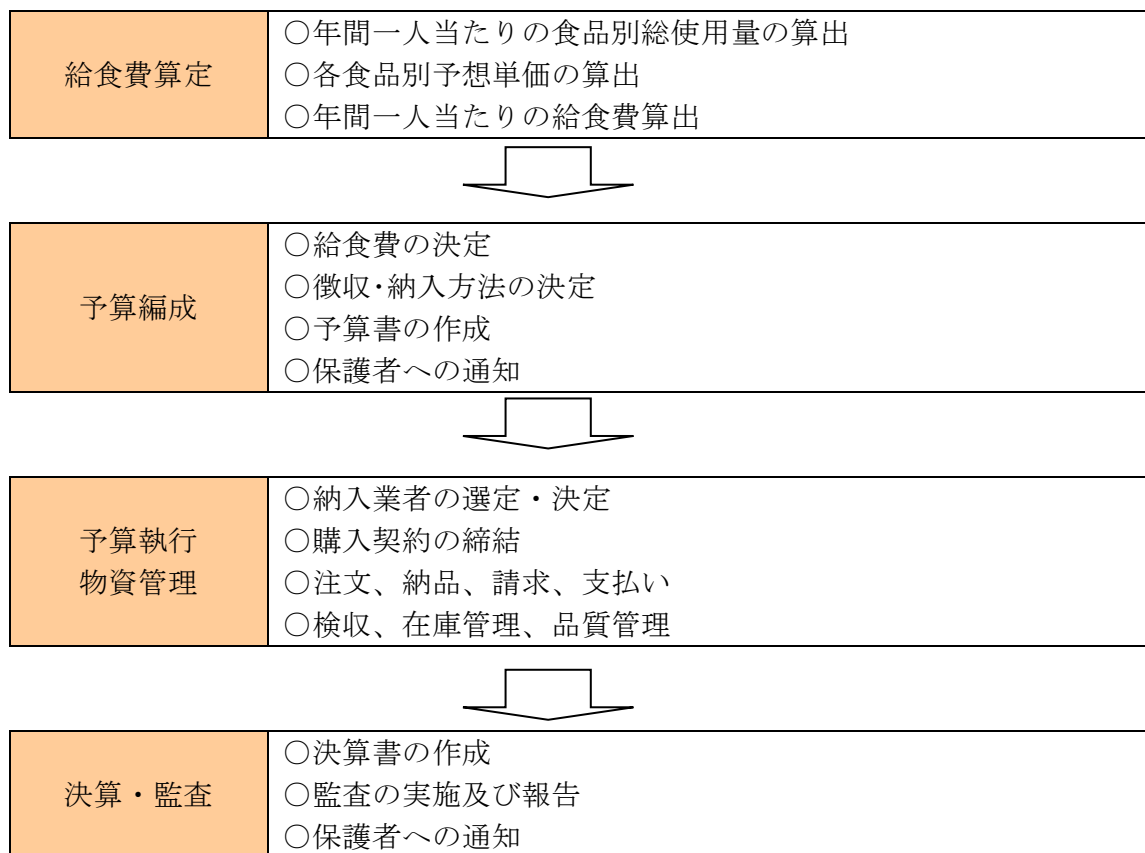 給食費算定
○年間一人当たりの食品別総使用量の算出
○各食品別予想単価の算出
○年間一人当たりの給食費算出
予算編成
○給食費の決定
○徴収･納入方法の決定
○予算書の作成
○保護者への通知
予算執行
物資管理
○納入業者の選定・決定
○購入契約の締結
○注文、納品、請求、支払い
○検収、在庫管理、品質管理
決算・監査
○決算書の作成
○監査の実施及び報告
○保護者への通知